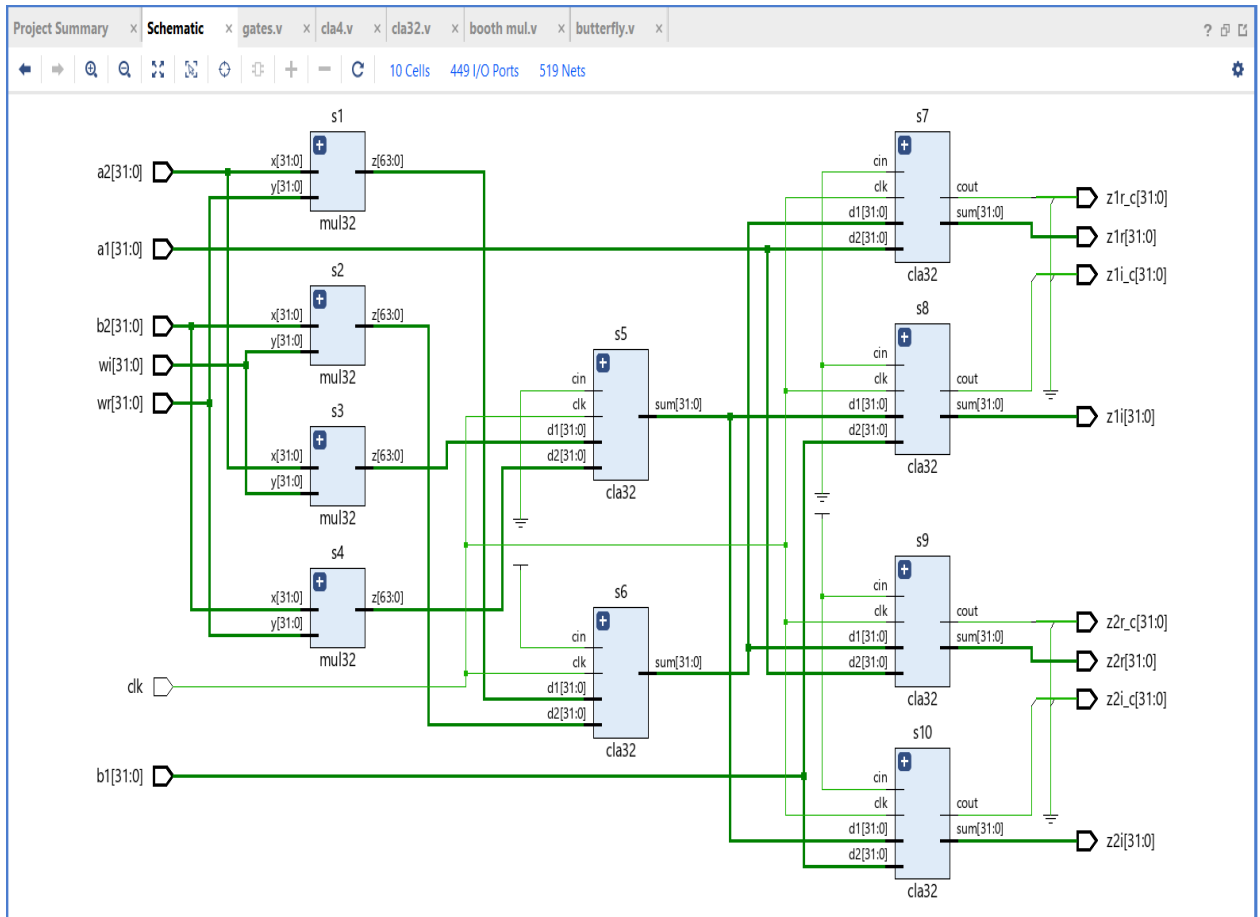 Project Summary × Schematic × gates.v × cla4.v × cla32.v × booth mul.v × butterfly.v × ?
10 Cells 449 I/O Ports 519 Nets
s1
a2[31:0]
x[31:0] z[63:0]
y[31:0]
mul32
a1[31:0]
s2
b2[31:0]
x[31:0] z[63:0]
wi[31:0]
y[31:0]
mul32
wr[31:0]
s3
x[31:0] z[63:0]
y[31:0]
mul32
s4
x[31:0] z[63:0]
y[31:0]
mul32
clk
b1[31:0]
s5
cin
clk sum[31:0]
d1[31:0]
d2[31:0]
cla32
s6
cin
clk sum[31:0]
d1[31:0]
d2[31:0]
cla32
s7
cin
clk cout
d1[31:0] sum[31:0]
d2[31:0]
cla32
z1r_c[31:0]
z1r[31:0]
z1i_c[31:0]
s8
cin
clk cout
d1[31:0] sum[31:0]
d2[31:0]
cla32
z1i[31:0]
s9
cin
clk cout
d1[31:0] sum[31:0]
d2[31:0]
cla32
z2r_c[31:0]
z2r[31:0]
z2i_c[31:0]
s10
cin
clk cout
d1[31:0] sum[31:0]
d2[31:0]
cla32
z2i[31:0]